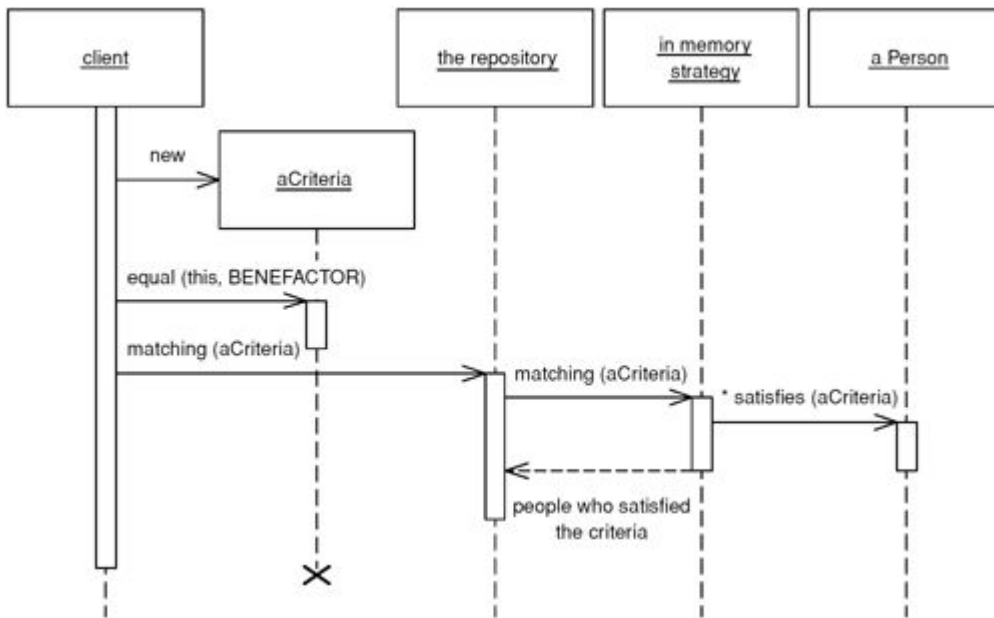 client
the repository
in memory
strategy
a Person
new
aCriteria
equal (this, BENEFACTOR)
matching (aCriteria)
matching (aCriteria)
* satisfies (aCriteria)
people who satisfied
the criteria